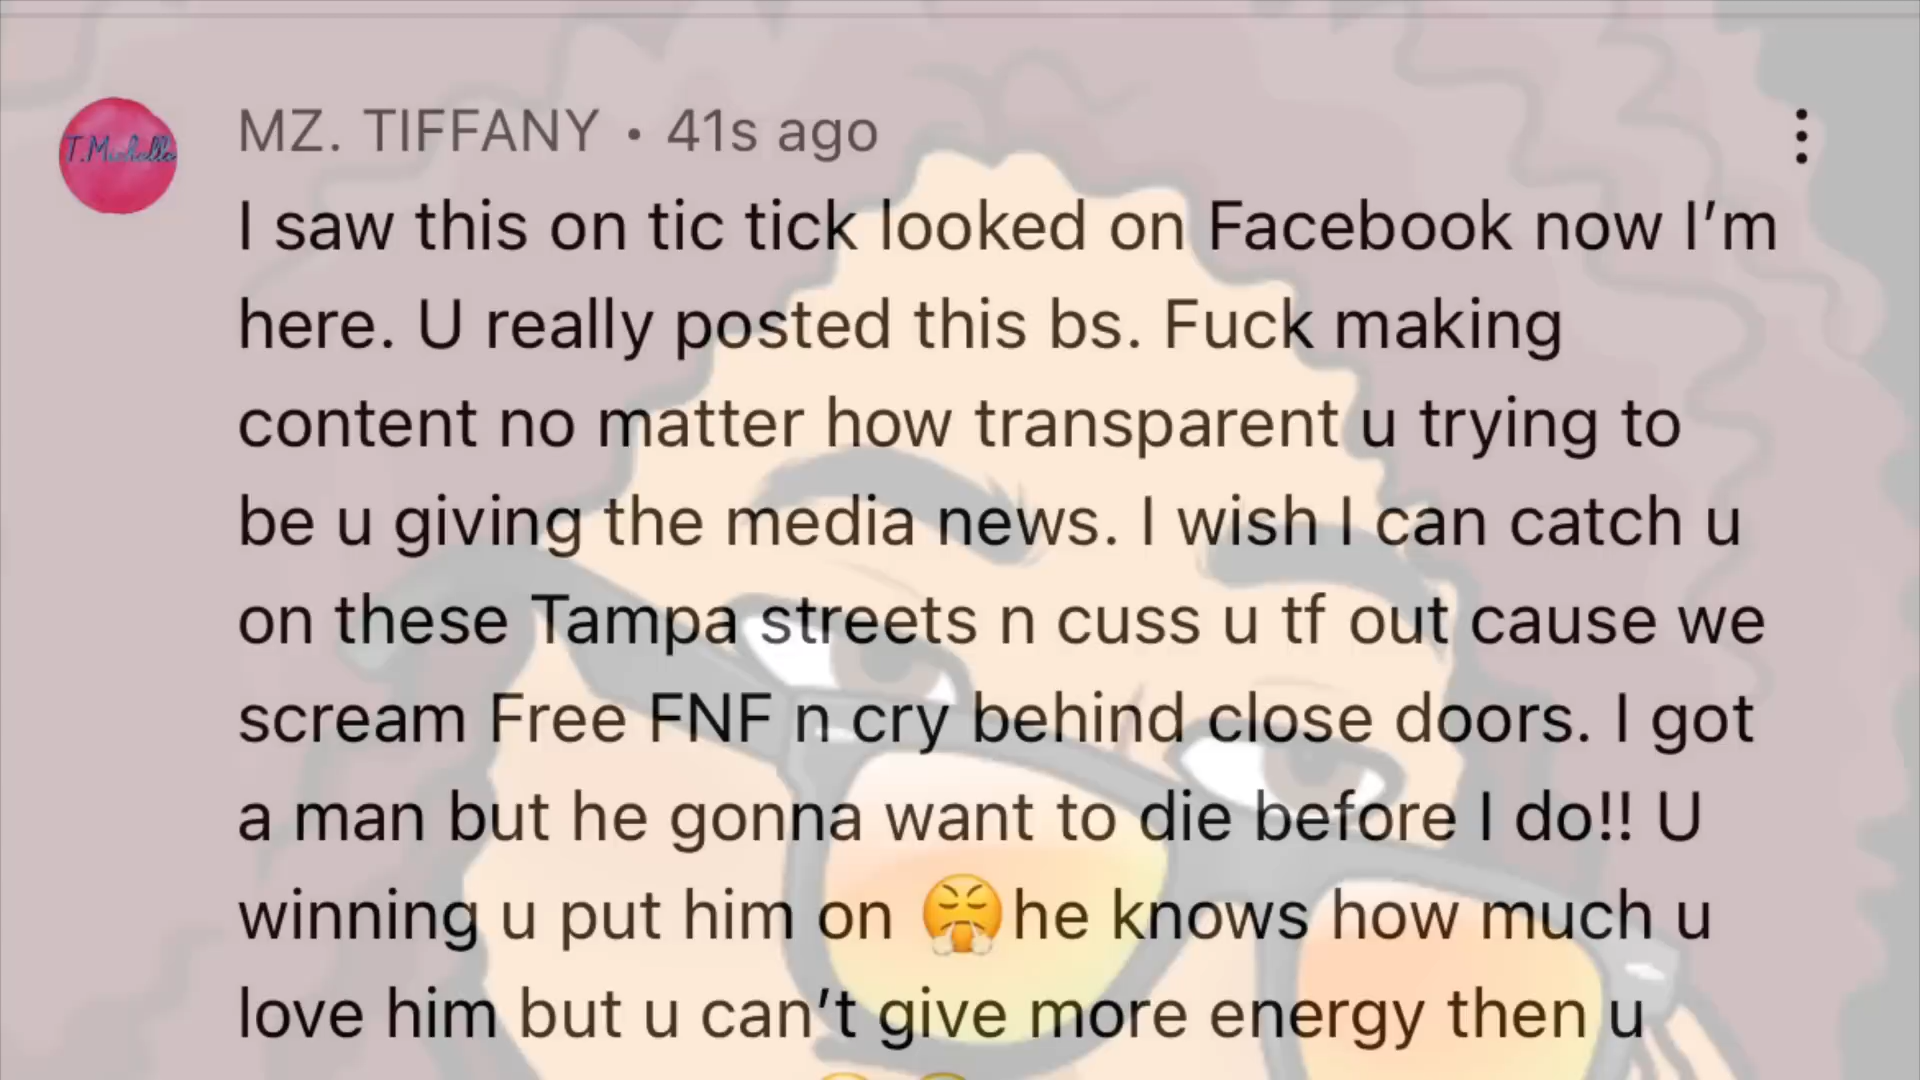 T.Michelle
MZ. TIFFANY • 41s ago
I saw this on tic tick looked on Facebook now I’m
here. U really posted this bs. Fuck making
content no matter how transparent u trying to
be u giving the media news. I wish I can catch u
on these Tampa streets n cuss u tf out cause we
scream Free FNF n cry behind close doors. I got
a man but he gonna want to die before I do!! U
winning u put him on 😤 he knows how much u
love him but u can’t give more energy then u